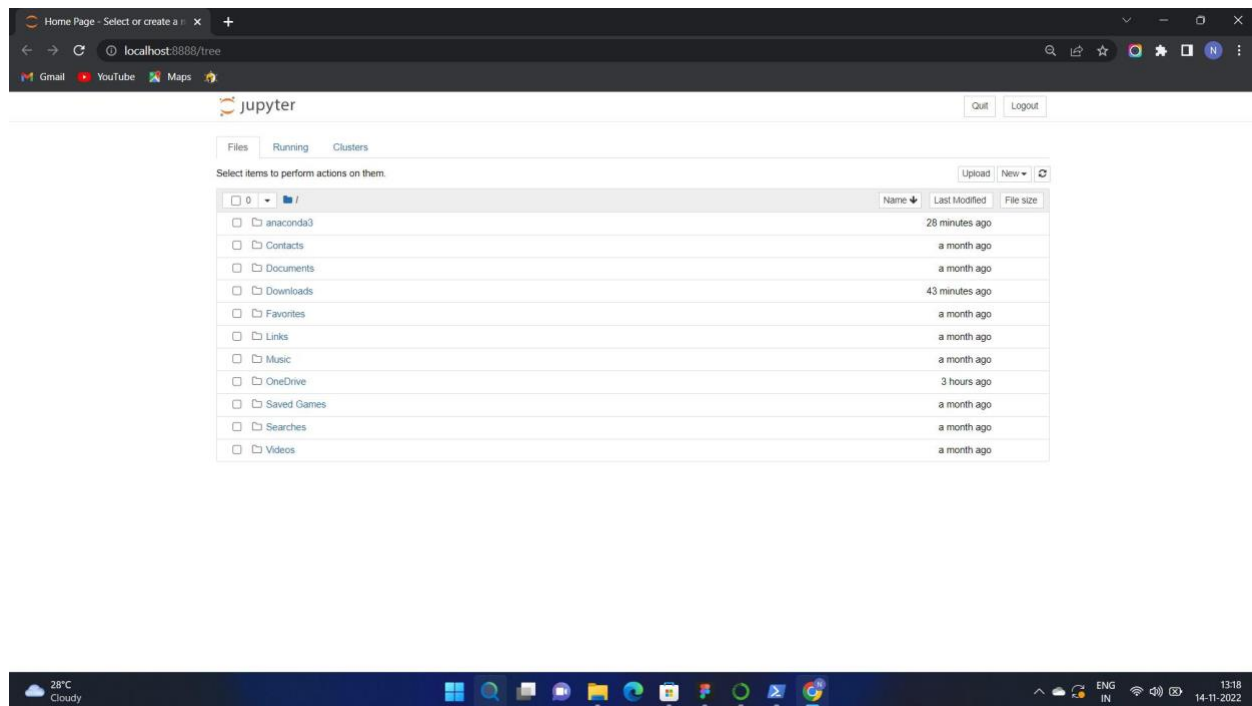 Home Page - Select or create a n
localhost:8888/tree
Gmail YouTube Maps
N
jupyter
Quit Logout
Files Running Clusters
Select items to perform actions on them.
Upload New
0 / Name Last Modified File size
anaconda3 28 minutes ago
Contacts a month ago
Documents a month ago
Downloads 43 minutes ago
Favorites a month ago
Links a month ago
Music a month ago
OneDrive 3 hours ago
Saved Games a month ago
Searches a month ago
Videos a month ago
28°C
Cloudy
ENG
IN
13:18
14-11-2022